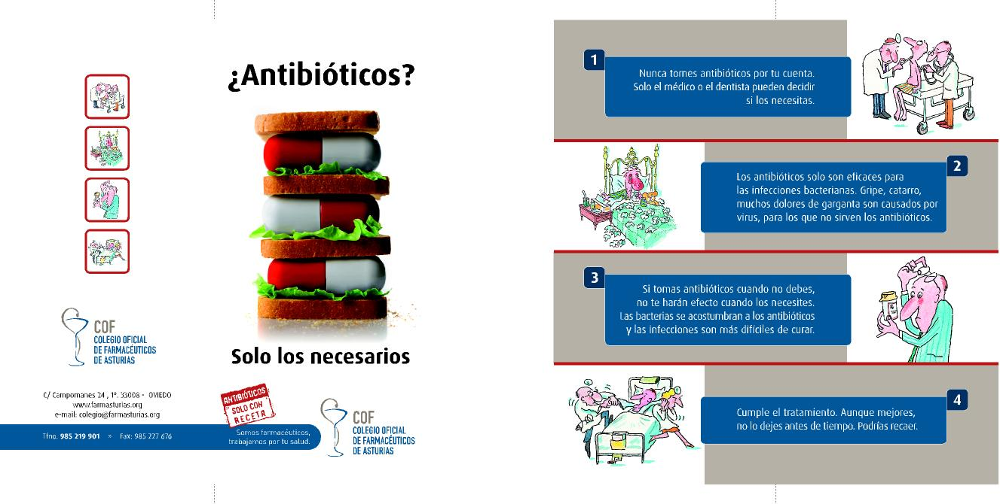 COF
COLEGIO OFICIAL
DE FARMACÉUTICOS
DE ASTURIAS
C/ Campomanes 24 , 1º. 33008 - OVIEDO
www.farmasturias.org
e-mail: colegio@farmasturias.org
Tfno. 985 219 901 » Fax: 985 227 676
¿Antibióticos?
Solo los necesarios
ANTIBIÓTICOS
SOLO CON
RECETA
Somos farmacéuticos,
trabajamos por tu salud.
COF
COLEGIO OFICIAL
DE FARMACÉUTICOS
DE ASTURIAS
1
Nunca tomes antibióticos por tu cuenta.
Solo el médico o el dentista pueden decidir
si los necesitas.
2
Los antibióticos solo son eficaces para
las infecciones bacterianas. Gripe, catarro,
muchos dolores de garganta son causados por
virus, para los que no sirven los antibióticos.
3
Si tomas antibióticos cuando no debes,
no te harán efecto cuando los necesites.
Las bacterias se acostumbran a los antibióticos
y las infecciones son más difíciles de curar.
4
Cumple el tratamiento. Aunque mejores,
no lo dejes antes de tiempo. Podrías recaer.